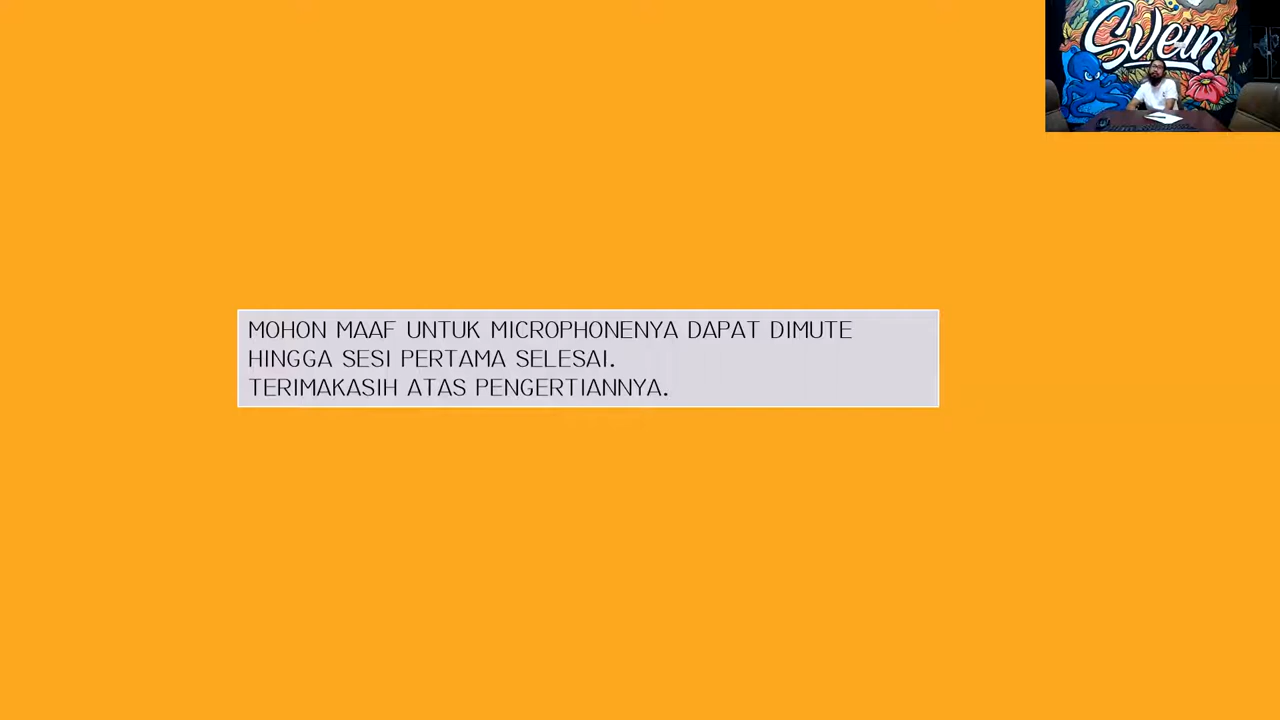 Svein
MOHON MAAF UNTUK MICROPHONENYA DAPAT DIMUTE
HINGGA SESI PERTAMA SELESAI.
TERIMAKASIH ATAS PENGERTIANNYA.